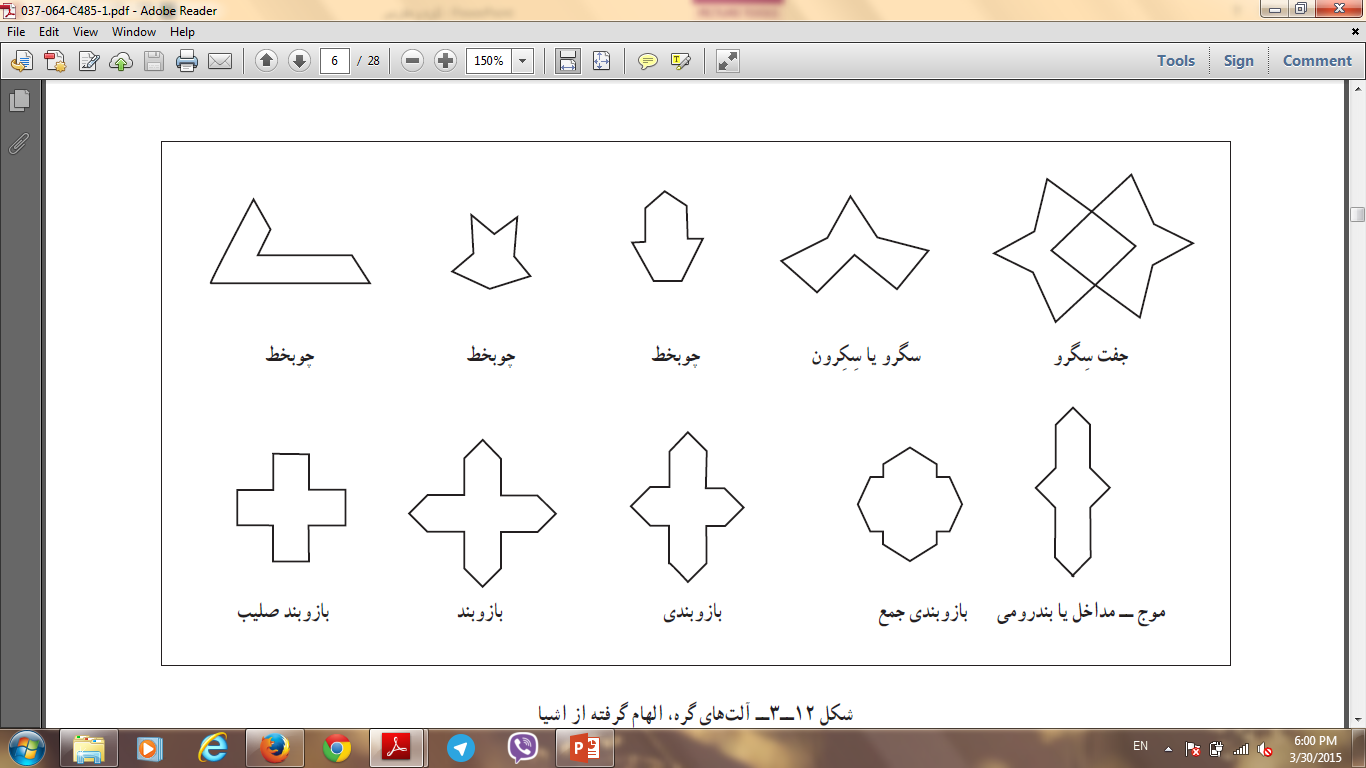 037-064-C485-1.pdf - Adobe Reader
File Edit View Window Help
6 / 28 150% Tools Sign Comment
جفت سِگرو
سگرو یا سِکِرون
چوبخط
چوبخط
چوبخط
موج ــ مداخل یا بندرومی
بازوبندی جمع
بازوبندی
بازوبند
بازوبند صلیب
شکل ۱۲ــ۳ــ آلت‌های گره، الهام گرفته از اشیا
EN 6:00 PM
3/30/2015